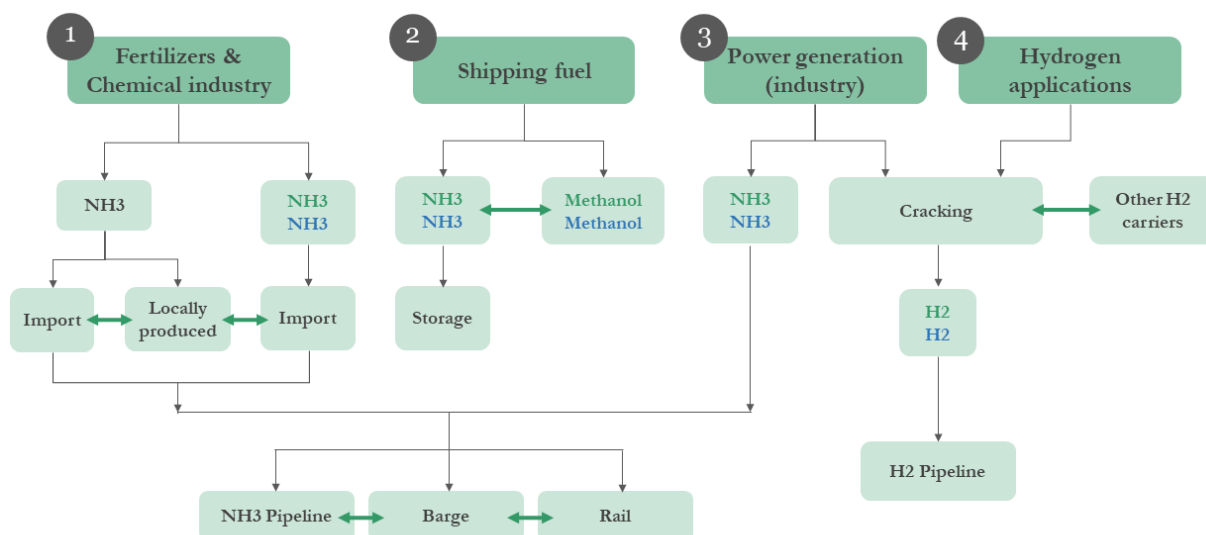 1
Fertilizers &
Chemical industry
2
Shipping fuel
3
Power generation
(industry)
4
Hydrogen
applications
NH3
NH3
NH3
NH3
NH3
Methanol
Methanol
NH3
NH3
Cracking
Other H2
carriers
Import
Locally
produced
Import
Storage
H2
H2
H2 Pipeline
NH3 Pipeline
Barge
Rail